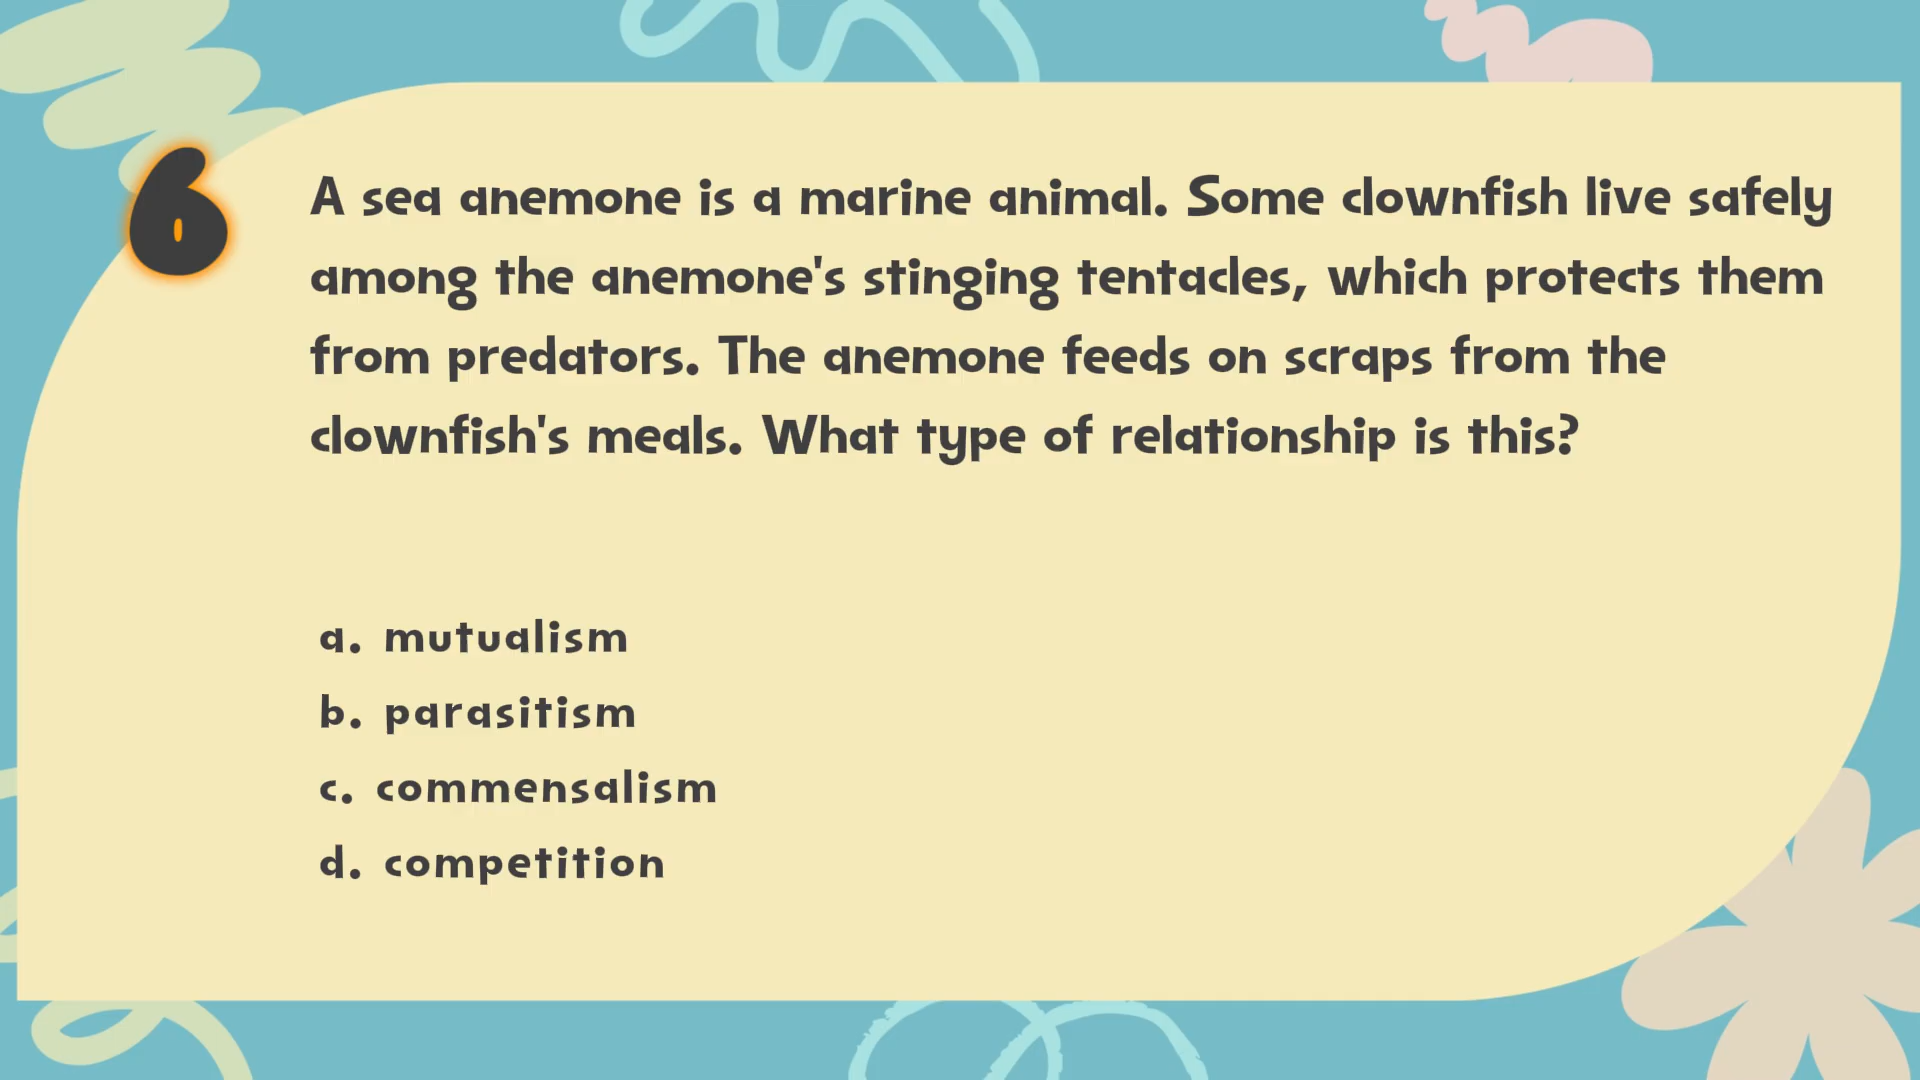 6
A sea anemone is a marine animal. Some clownfish live safely
among the anemone's stinging tentacles, which protects them
from predators. The anemone feeds on scraps from the
clownfish's meals. What type of relationship is this?
a. mutualism
b. parasitism
c. commensalism
d. competition